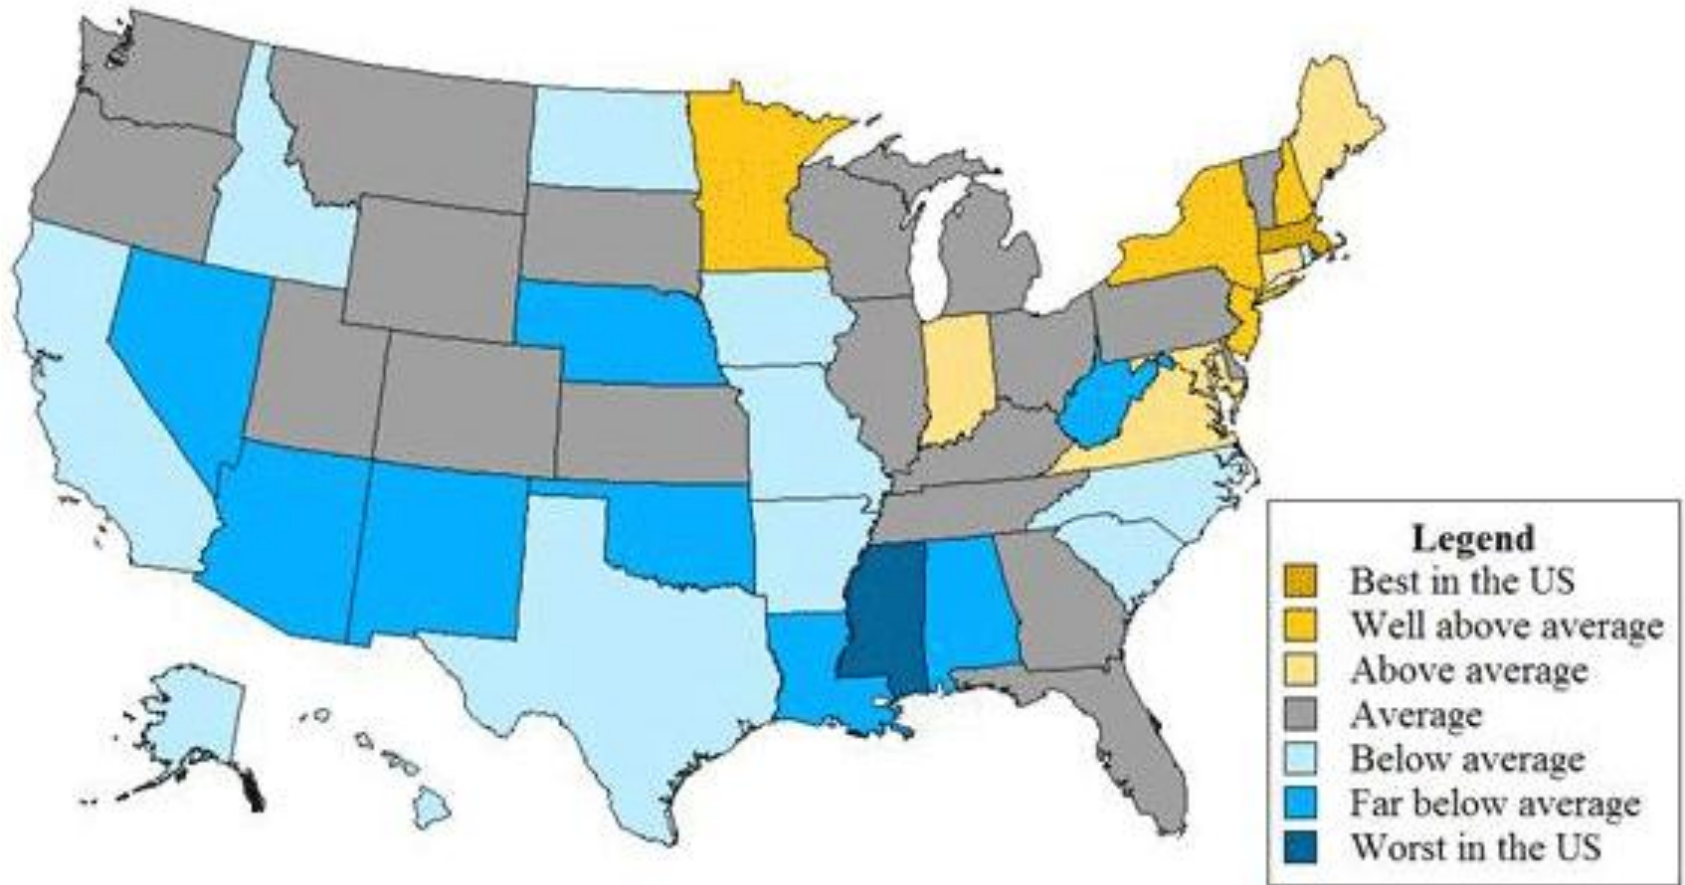 Legend
Best in the US
Well above average
Above average
Average
Below average
Far below average
Worst in the US